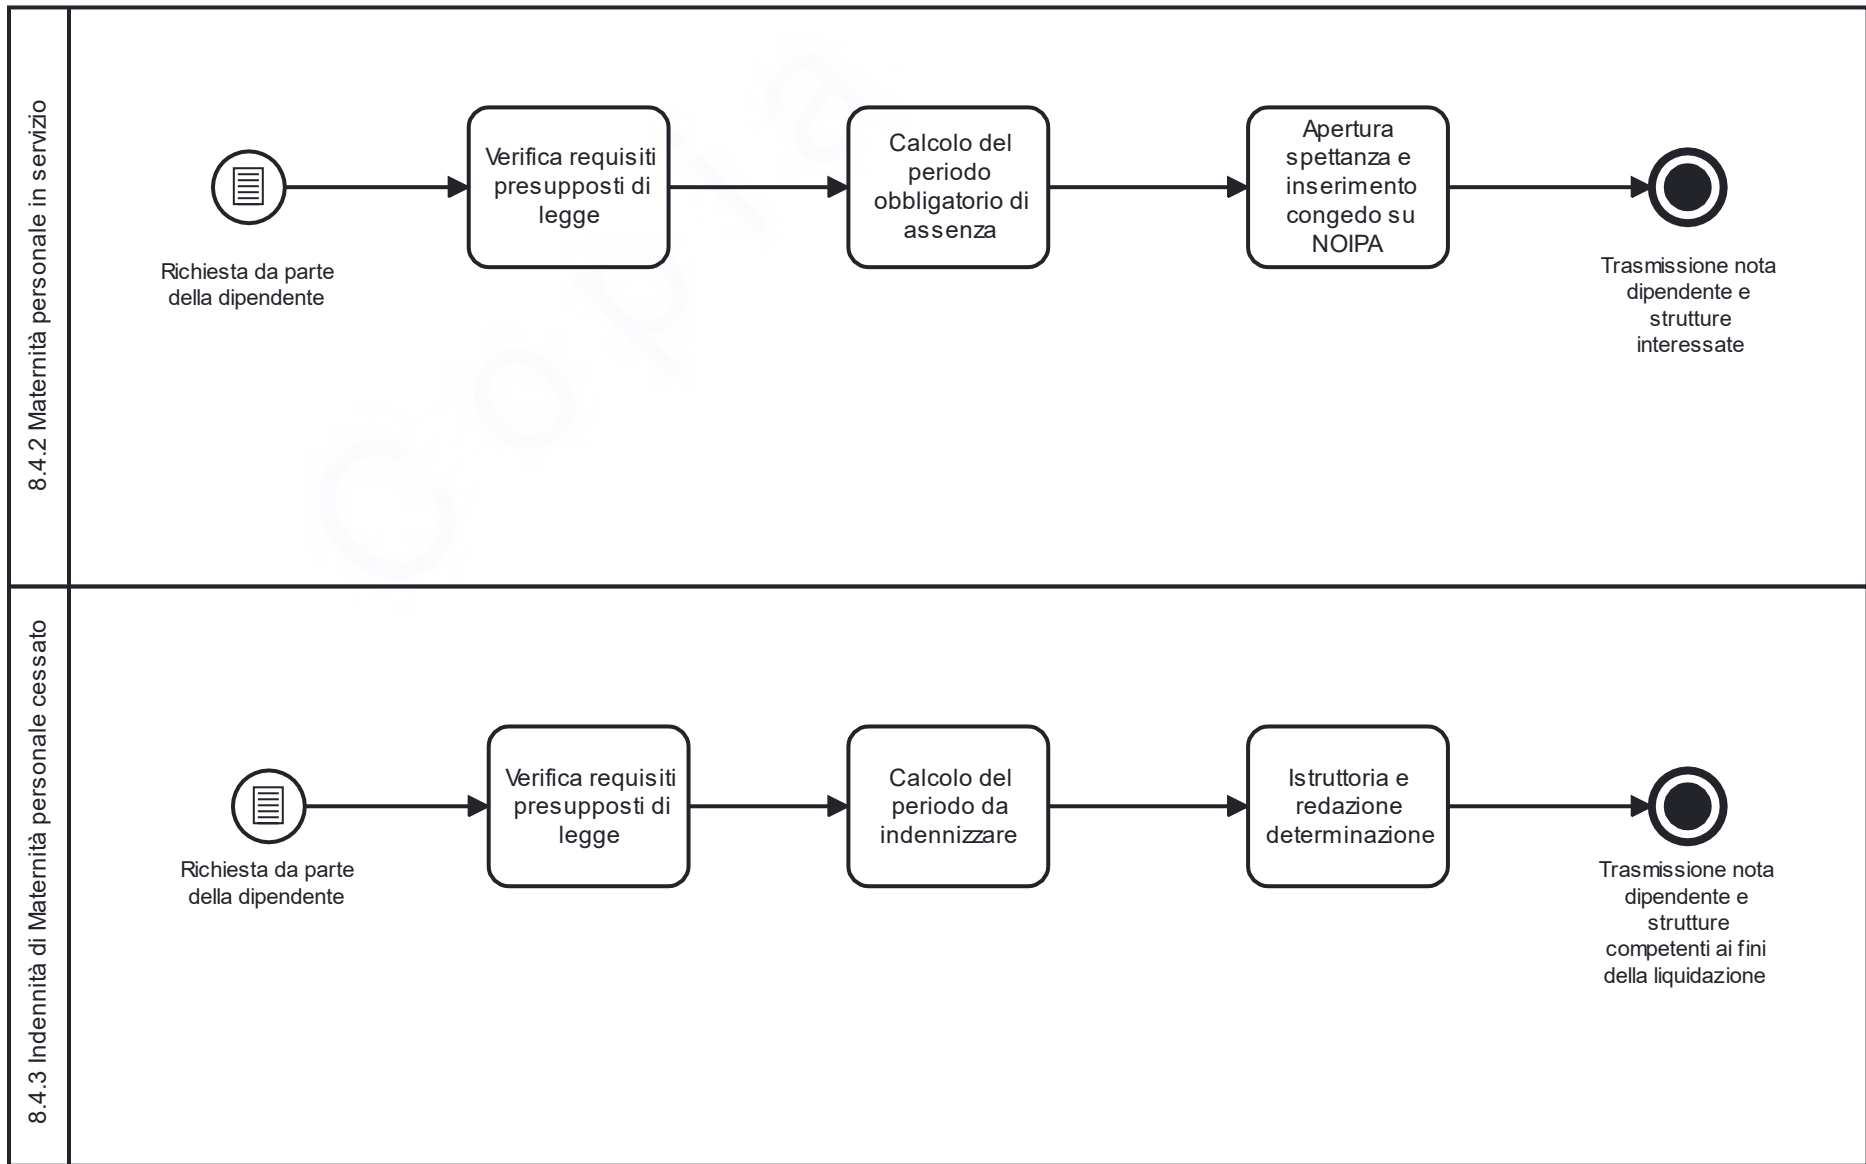 8.4.2 Maternità personale in servizio
Richiesta da parte
della dipendente
Verifica requisiti
presupposti di
legge
Calcolo del
periodo
obbligatorio di
assenza
Apertura
spettanza e
inserimento
congedo su
NOIPA
Trasmissione nota
dipendente e
strutture
interessate
Copia
8.4.3 Indennità di Maternità personale cessato
Richiesta da parte
della dipendente
Verifica requisiti
presupposti di
legge
Calcolo del
periodo da
indennizzare
Istruttoria e
redazione
determinazione
Trasmissione nota
dipendente e
strutture
competenti ai fini
della liquidazione